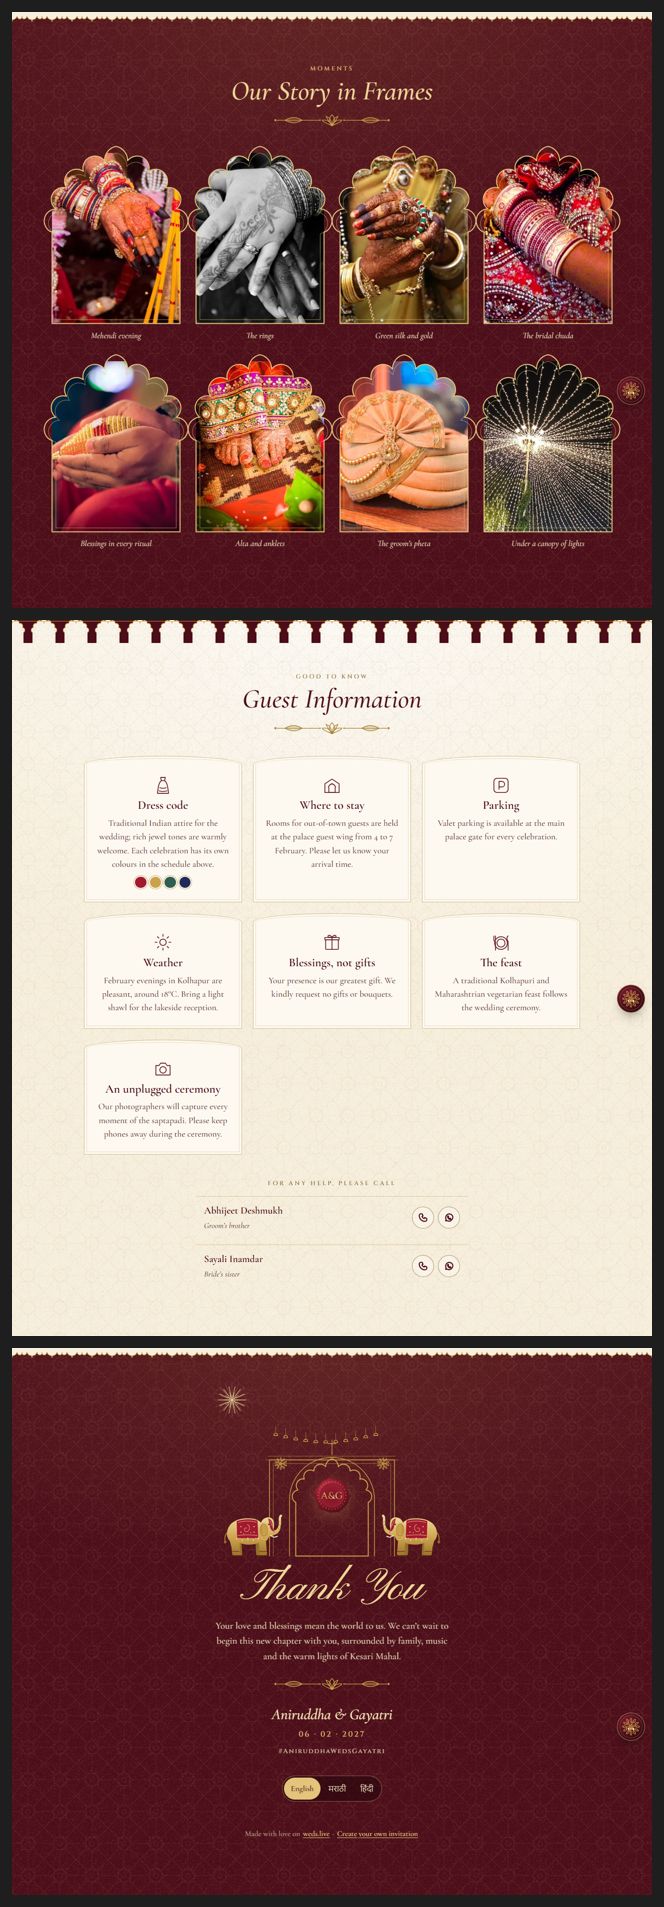 MOMENTS
Our Story in Frames
Mehendi evening
The rings
Green silk and gold
The bridal chuda
Blessings in every ritual
Alta and anklets
The groom's pheta
Under a canopy of lights
GOOD TO KNOW
Guest Information
Dress code
Traditional Indian attire for the
wedding; rich jewel tones are warmly
welcome. Each celebration has its own
colours in the schedule above.
Where to stay
Rooms for out-of-town guests are held
at the palace guest wing from 4 to 7
February. Please let us know your
arrival time.
P
Parking
Valet parking is available at the main
palace gate for every celebration.
Weather
February evenings in Kolhapur are
pleasant, around 18°C. Bring a light
shawl for the lakeside reception.
Blessings, not gifts
Your presence is our greatest gift. We
kindly request no gifts or bouquets.
The feast
A traditional Kolhapuri and
Maharashtrian vegetarian feast follows
the wedding ceremony.
An unplugged ceremony
Our photographers will capture every
moment of the saptapadi. Please keep
phones away during the ceremony.
FOR ANY HELP, PLEASE CALL
Abhijeet Deshmukh
Groom's brother
Sayali Inamdar
Bride's sister
A&G
Thank You
Your love and blessings mean the world to us. We can't wait to
begin this new chapter with you, surrounded by family, music
and the warm lights of Kesari Mahal.
Aniruddha & Gayatri
06 · 02 · 2027
#AniruddhaWedsGayatri
English मराठी हिंदी
Made with love on weds.live · Create your own invitation